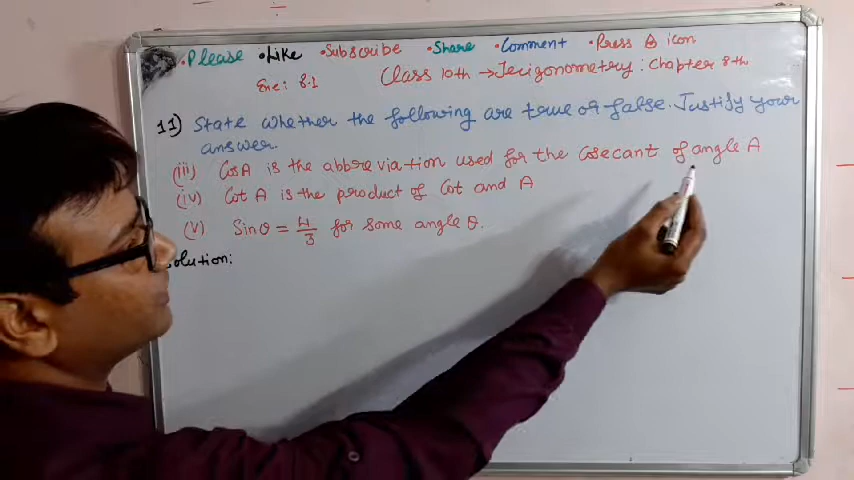 •Please •Like •Subscribe •Share •Comment •Press icon
Exe: 8.1 Class 10th → Terigonometry: Chapter 8th
11) State whether the following are true or false. Justify your
answer.
(iii) CosA is the abbreviation used for the Cosecant of angle A
(iv) Cot A is the product of Cot and A
(v) Sinθ = 4/3 for some angle θ.
Solution: